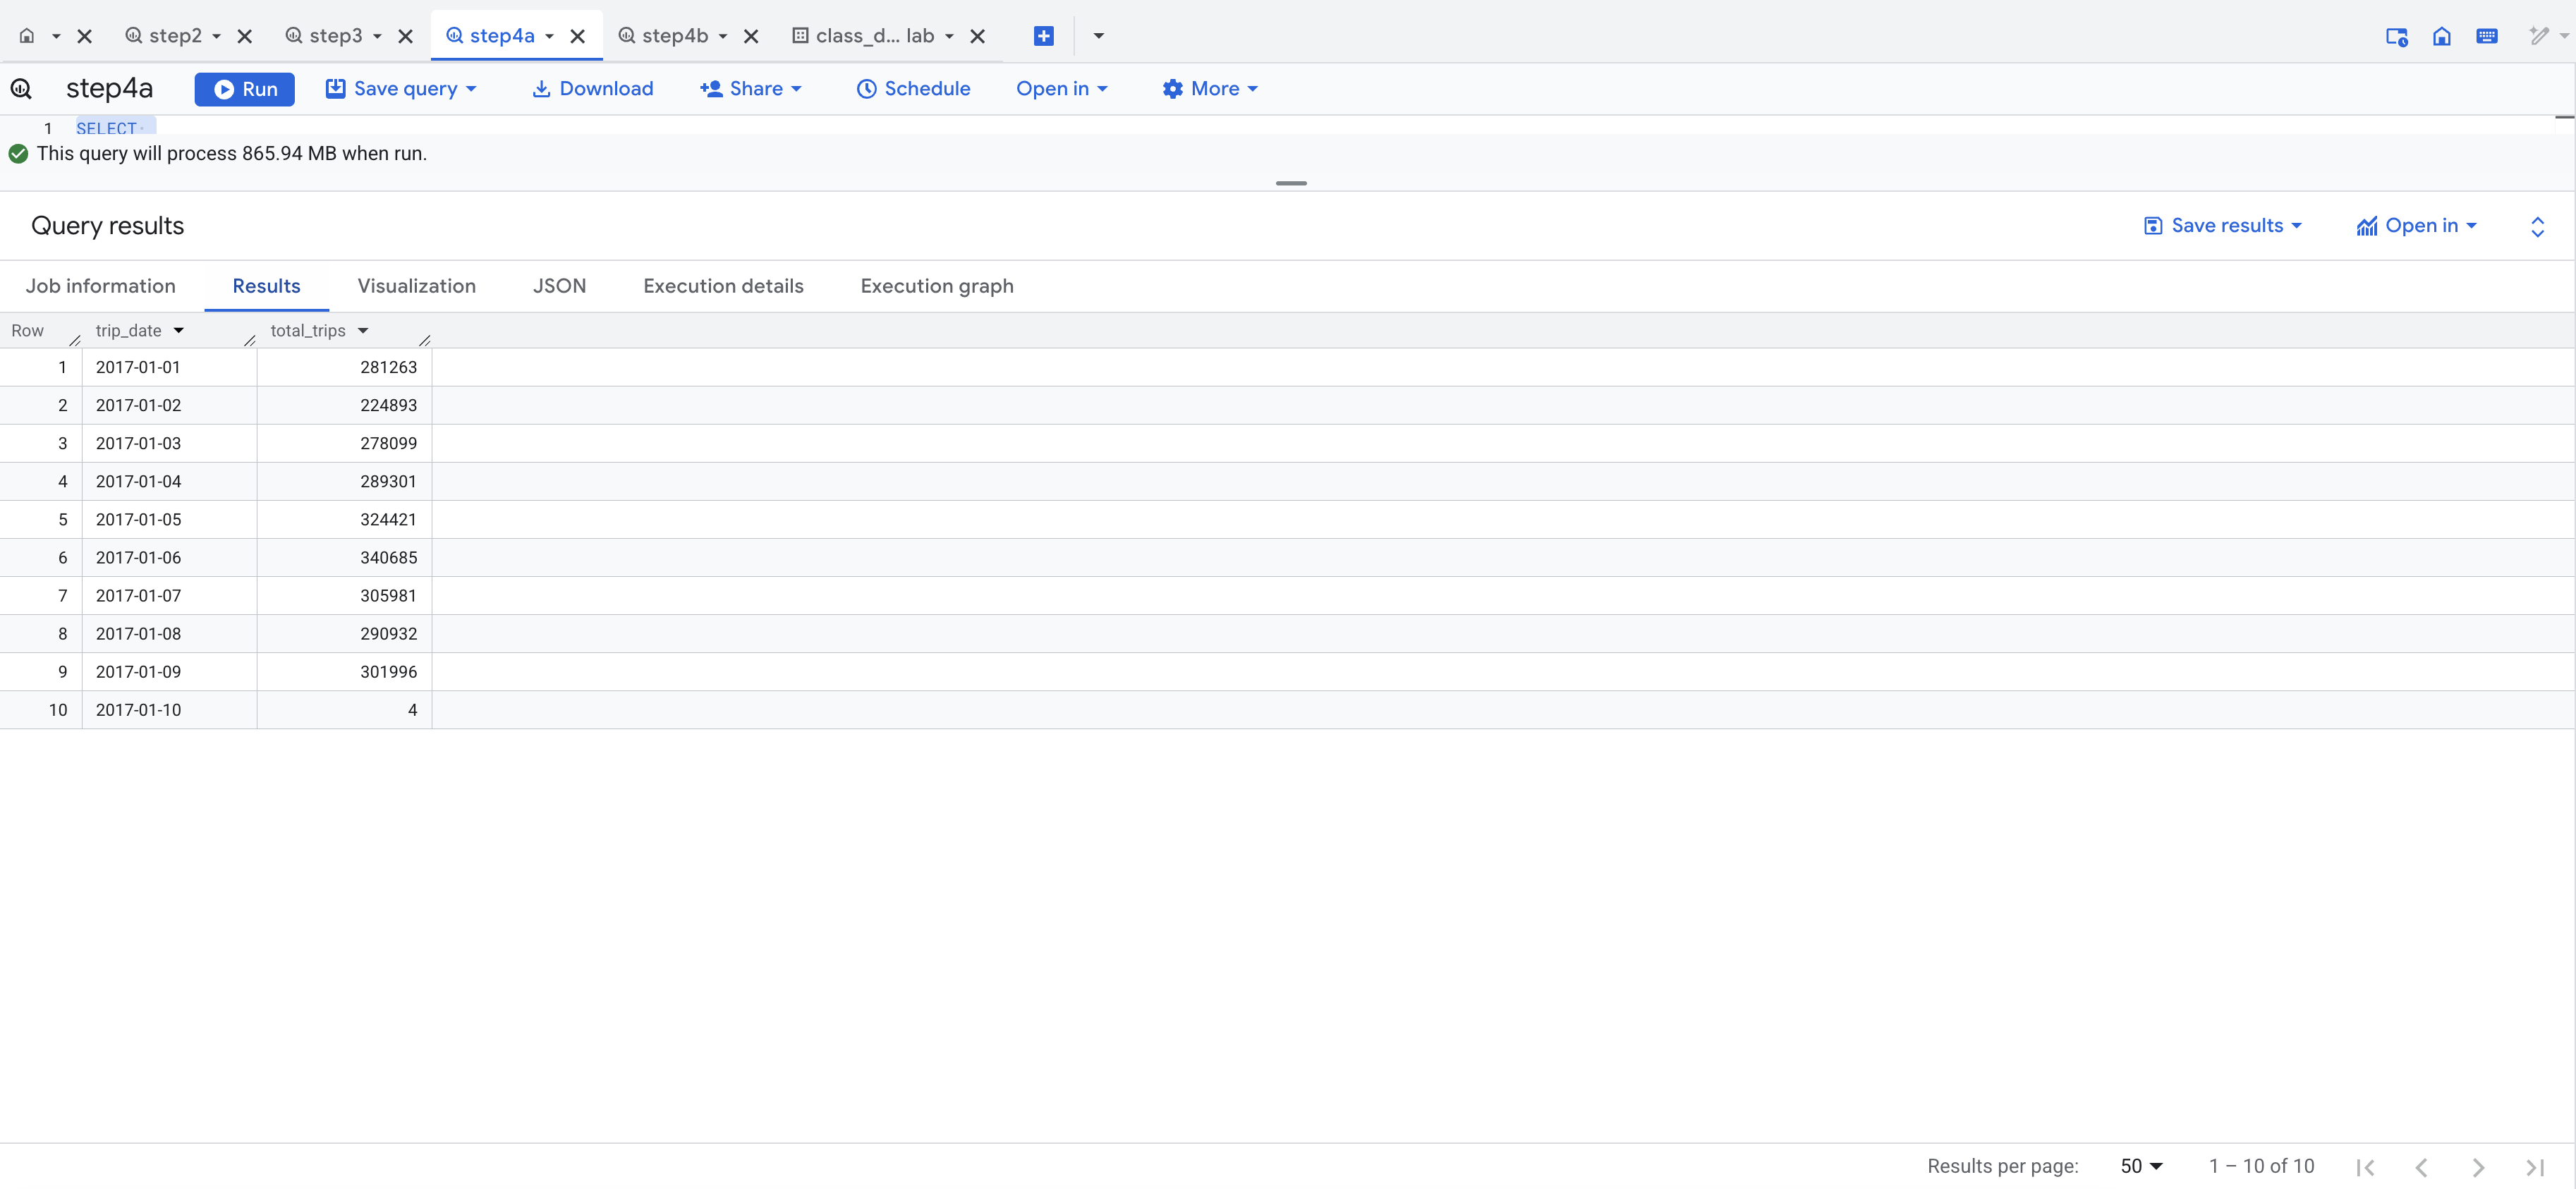 step2 step3 step4a step4b class_d... lab
step4a Run Save query Download Share Schedule Open in More
1 SELECT
This query will process 865.94 MB when run.
Query results Save results Open in
Job information Results Visualization JSON Execution details Execution graph
Row trip_date total_trips
1 2017-01-01 281263
2 2017-01-02 224893
3 2017-01-03 278099
4 2017-01-04 289301
5 2017-01-05 324421
6 2017-01-06 340685
7 2017-01-07 305981
8 2017-01-08 290932
9 2017-01-09 301996
10 2017-01-10 4
Results per page: 50 1 – 10 of 10